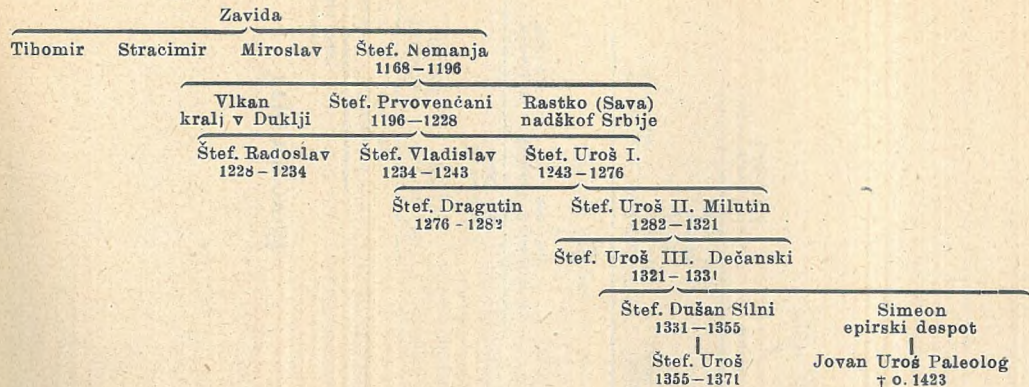 Zavida
Tibomir Stracimir Miroslav Štef. Nemanja
1168—1196
Vlkan Štef. Prvovenčani Rastko (Sava)
kralj v Duklji 1196—1228 nadškof Srbije
Štef. Radoslav Štef. Vladislav Štef. Uroš I.
1228—1234 1234—1243 1243—1276
Štef. Dragutin Štef. Uroš II. Milutin
1276-1282 1282—1321
Štef. Uroš III. Dečanski
1321—1331
Štef. Dušan Silni Simeon
1331—1355 epirski despot
Štef. Uroš Jovan Uroš Paleolog
1355—1371 † o. 1423